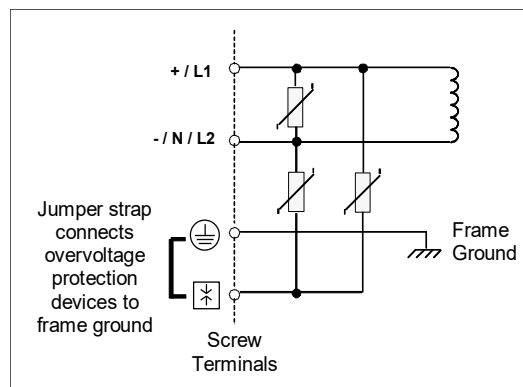 + / L1
- / N / L2
Jumper strap
connects
overvoltage
protection
devices to
frame ground
Frame
Ground
Screw
Terminals